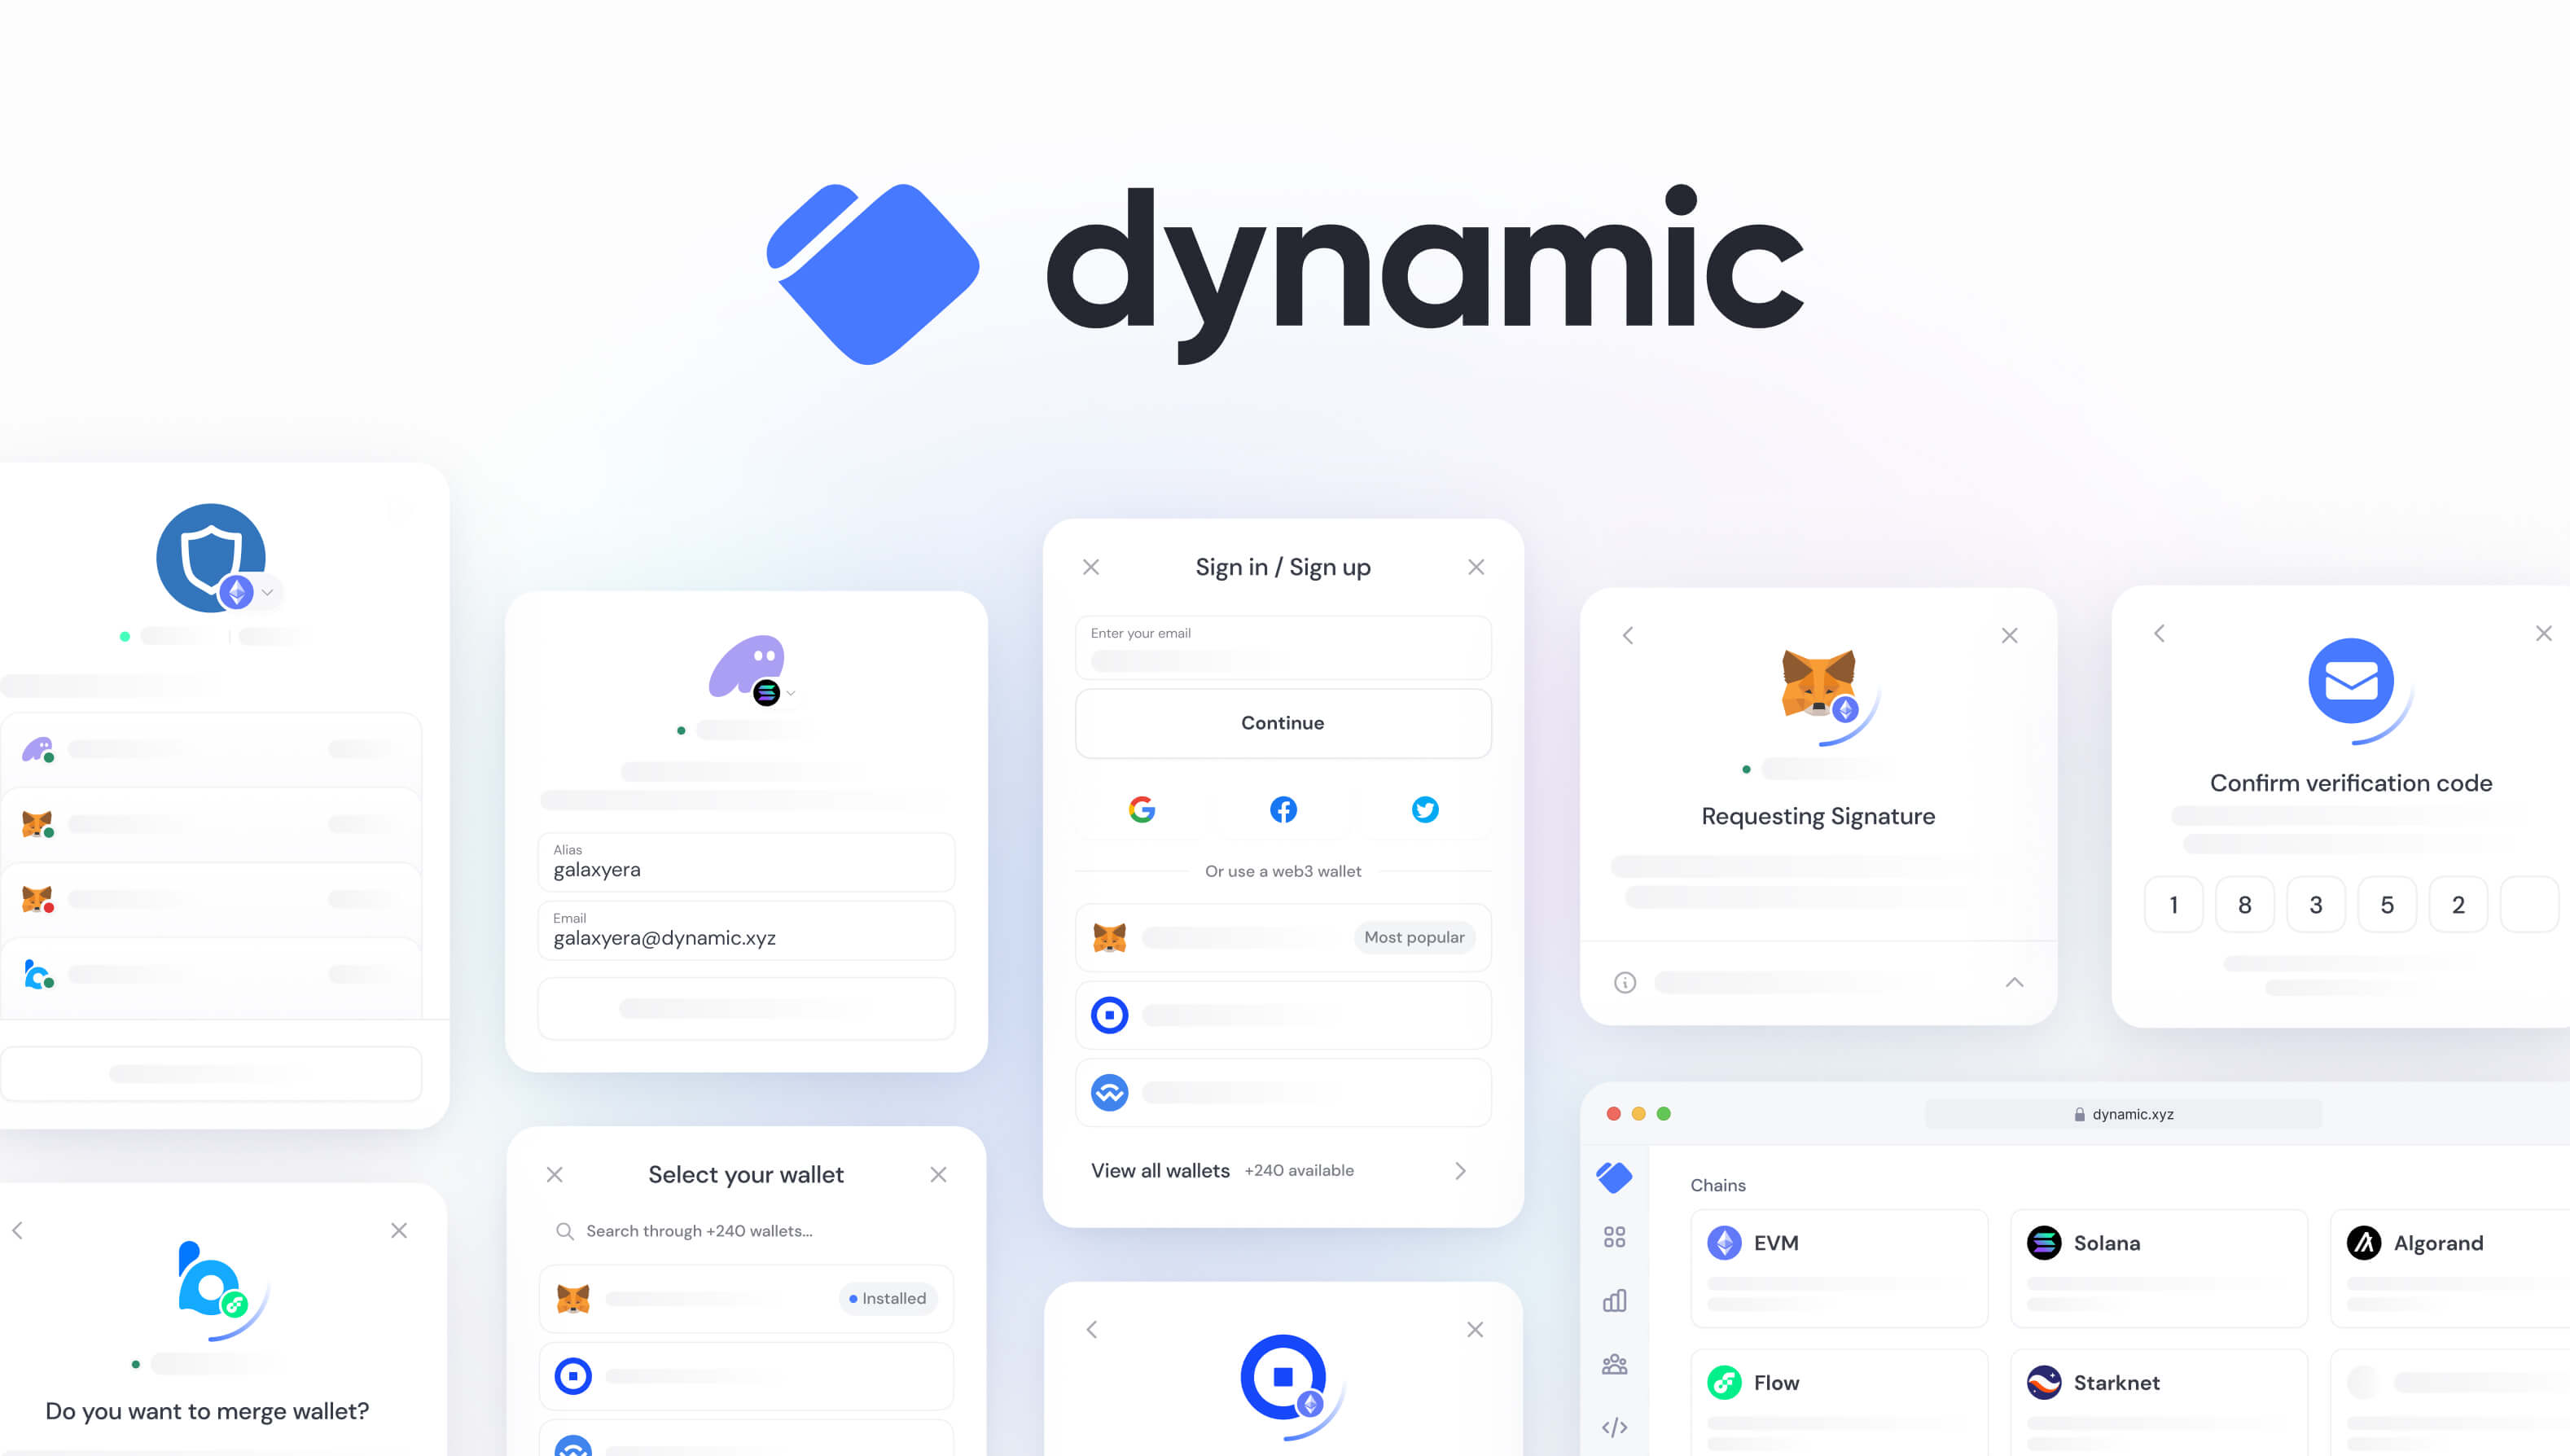 dynamic
Alias
galaxyera
Email
galaxyera@dynamic.xyz
Sign in / Sign up
Enter your email
Continue
Or use a web3 wallet
Most popular
View all wallets +240 available
Requesting Signature
Confirm verification code
1 8 3 5 2
Do you want to merge wallet?
Select your wallet
Search through +240 wallets...
Installed
dynamic.xyz
Chains
EVM
Solana
Algorand
Flow
Starknet